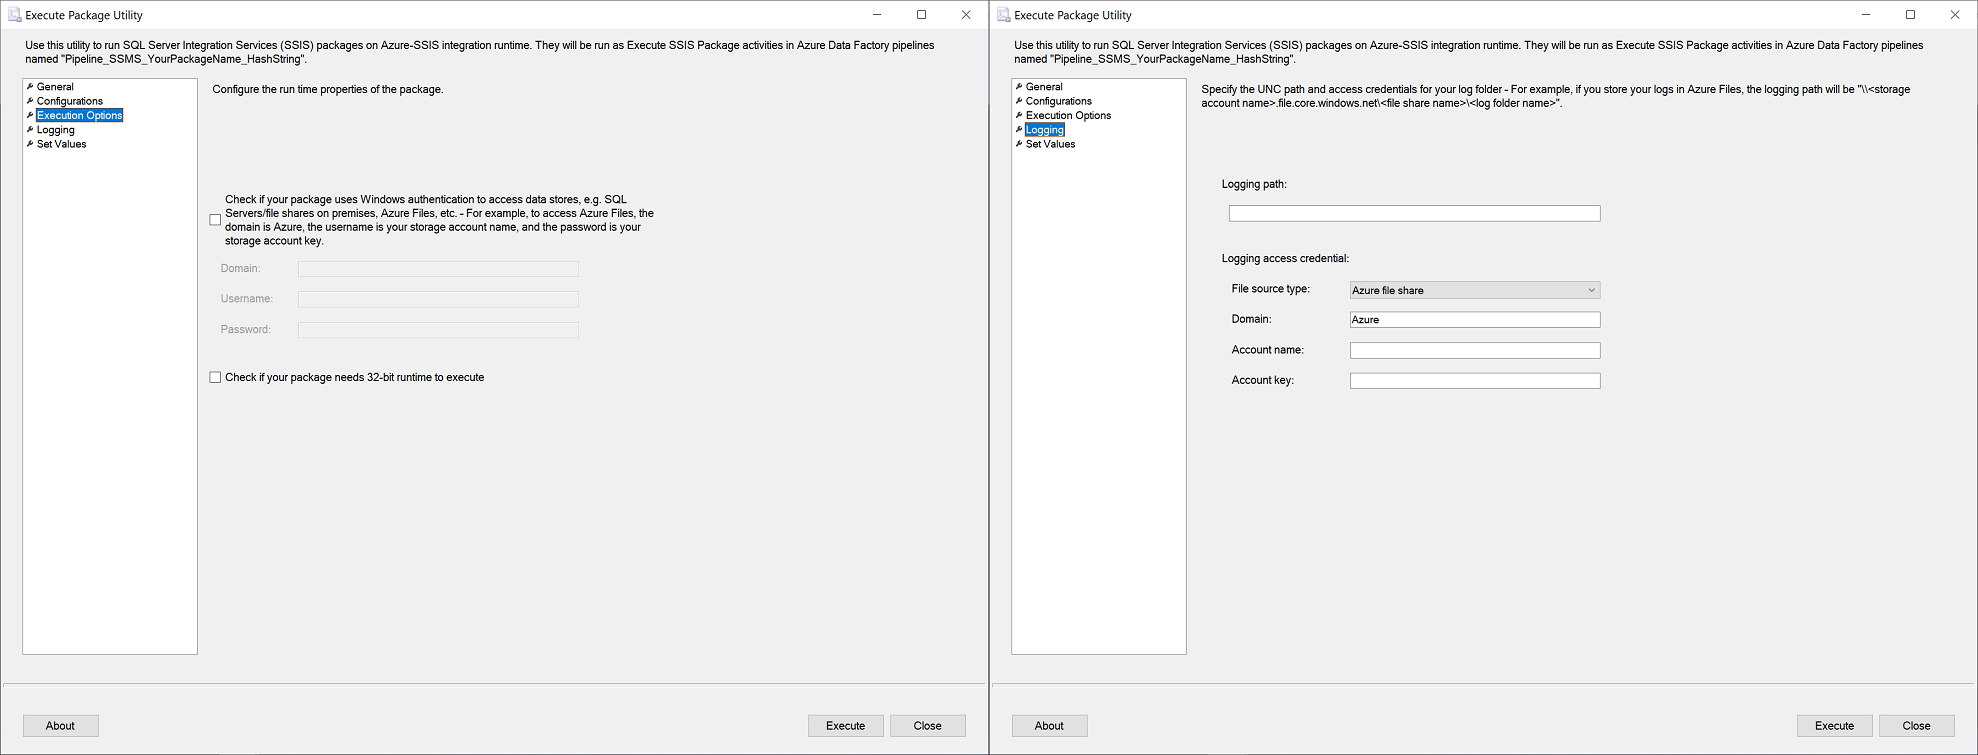 Execute Package Utility
Use this utility to run SQL Server Integration Services (SSIS) packages on Azure-SSIS integration runtime. They will be run as Execute SSIS Package activities in Azure Data Factory pipelines
named "Pipeline_SSMS_YourPackageName_HashString".
General
Configurations
Execution Options
Logging
Set Values
Configure the run time properties of the package.
Check if your package uses Windows authentication to access data stores, e.g. SQL
Servers/file shares on premises, Azure Files, etc. - For example, to access Azure Files, the
domain is Azure, the username is your storage account name, and the password is your
storage account key.
Domain:
Username:
Password:
Check if your package needs 32-bit runtime to execute
About
Execute
Close
Execute Package Utility
Use this utility to run SQL Server Integration Services (SSIS) packages on Azure-SSIS integration runtime. They will be run as Execute SSIS Package activities in Azure Data Factory pipelines
named "Pipeline_SSMS_YourPackageName_HashString".
General
Configurations
Execution Options
Logging
Set Values
Specify the UNC path and access credentials for your log folder - For example, if you store your logs in Azure Files, the logging path will be "\\<storage
account name>.file.core.windows.net\<file share name>\<log folder name>".
Logging path:
Logging access credential:
File source type:
Azure file share
Domain:
Azure
Account name:
Account key:
About
Execute
Close